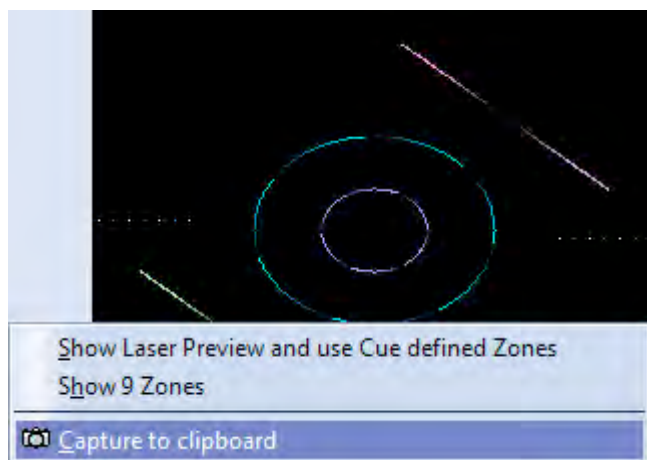 Show Laser Preview and use Cue defined Zones
Show 9 Zones
Capture to clipboard